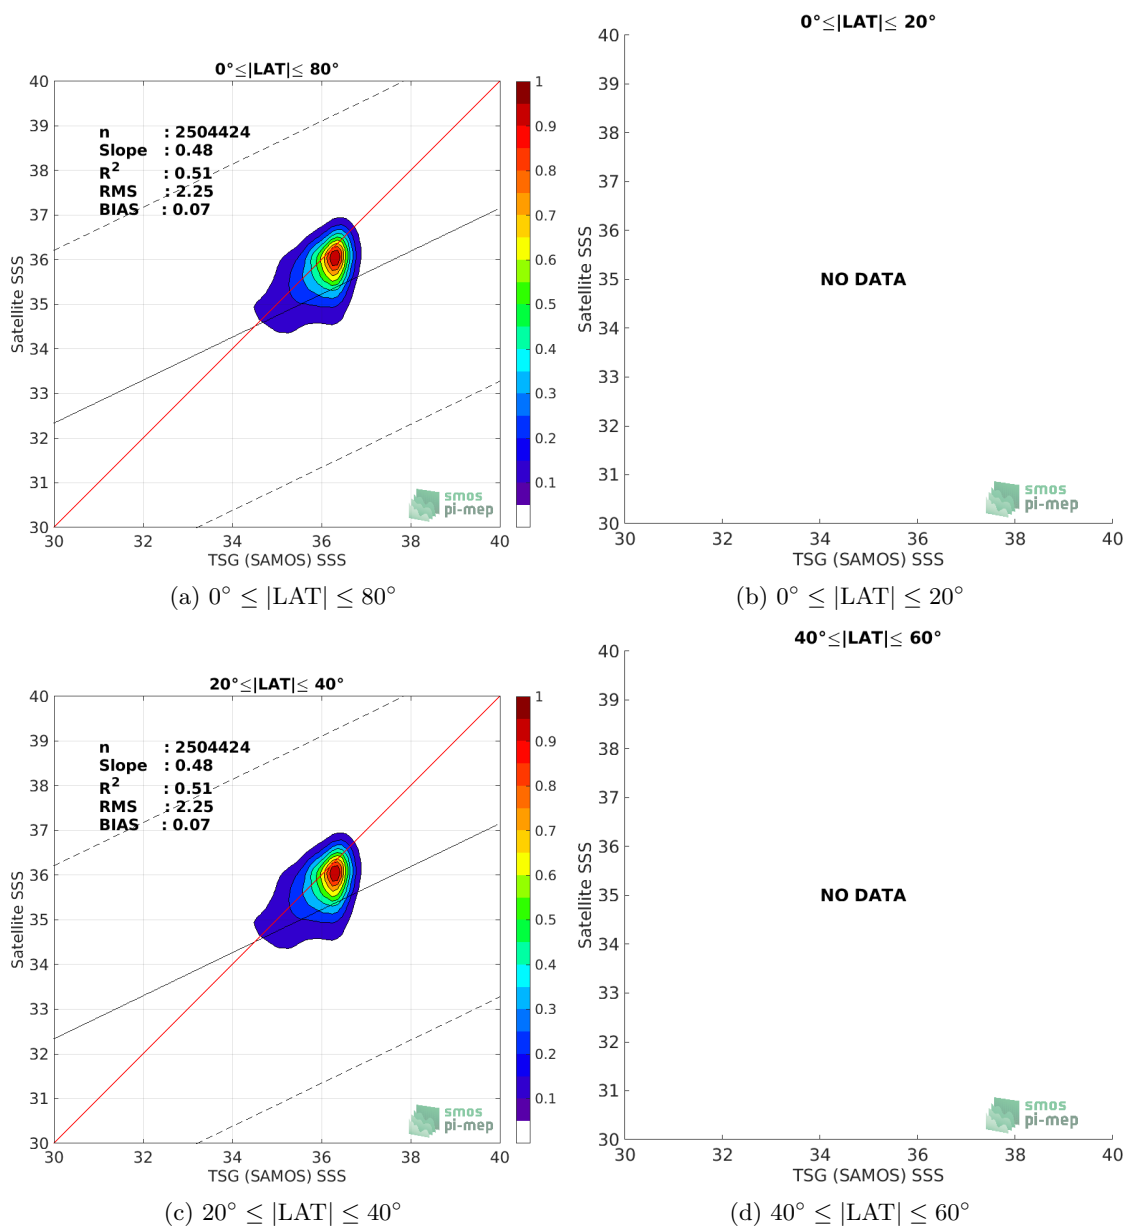 0°≤|LAT|≤ 80°
40
39
38
37
36
35
34
33
32
31
30
Satellite SSS
n : 2504424
Slope : 0.48
R2 : 0.51
RMS : 2.25
BIAS : 0.07
smos
pi-mep
30 32 34 36 38 40
TSG (SAMOS) SSS
1
0.9
0.8
0.7
0.6
0.5
0.4
0.3
0.2
0.1
(a) 0° ≤ |LAT| ≤ 80°
0°≤|LAT|≤ 20°
40
39
38
37
36
35
34
33
32
31
30
Satellite SSS
NO DATA
smos
pi-mep
30 32 34 36 38 40
TSG (SAMOS) SSS
(b) 0° ≤ |LAT| ≤ 20°
20°≤|LAT|≤ 40°
40
39
38
37
36
35
34
33
32
31
30
Satellite SSS
n : 2504424
Slope : 0.48
R2 : 0.51
RMS : 2.25
BIAS : 0.07
smos
pi-mep
30 32 34 36 38 40
TSG (SAMOS) SSS
1
0.9
0.8
0.7
0.6
0.5
0.4
0.3
0.2
0.1
(c) 20° ≤ |LAT| ≤ 40°
40°≤|LAT|≤ 60°
40
39
38
37
36
35
34
33
32
31
30
Satellite SSS
NO DATA
smos
pi-mep
30 32 34 36 38 40
TSG (SAMOS) SSS
(d) 40° ≤ |LAT| ≤ 60°